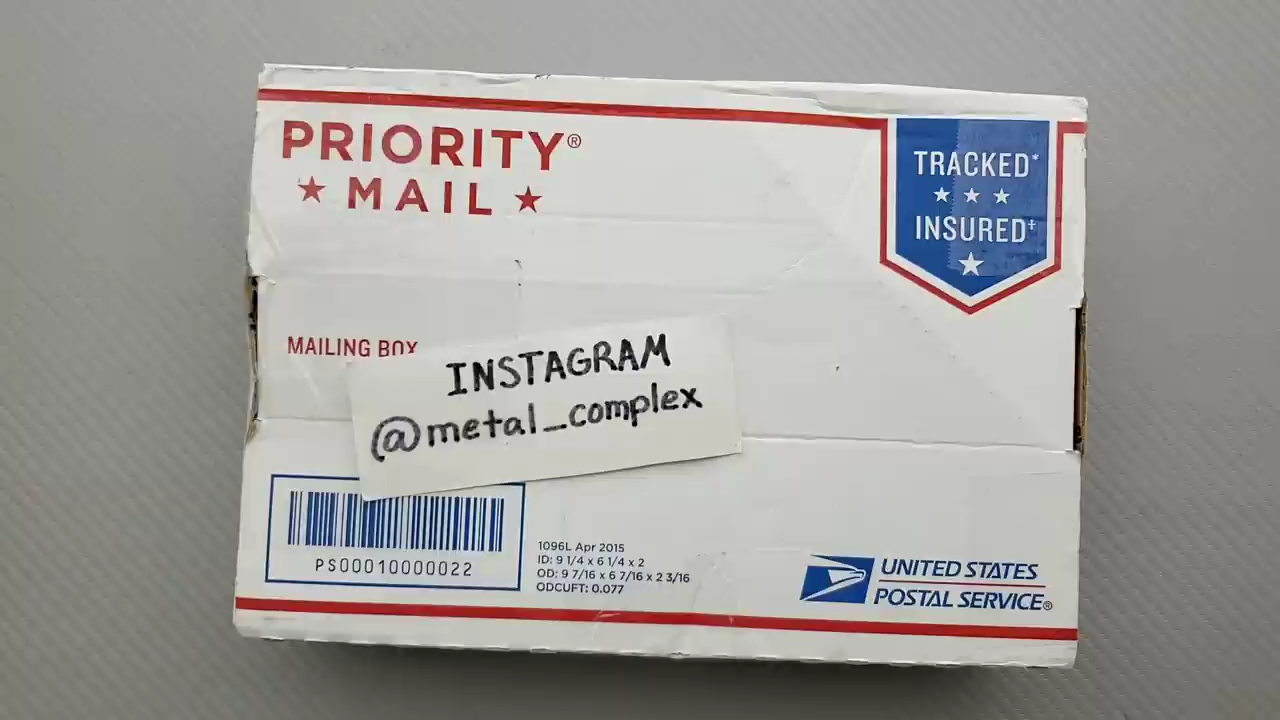 PRIORITY®
★ MAIL ★
TRACKED*
★ ★ ★
INSURED‡
★
MAILING BOX
INSTAGRAM
@metal_complex
PS00010000022
1096L Apr 2015
ID: 9 1/4 x 6 1/4 x 2
OD: 9 7/16 x 6 7/16 x 2 3/16
ODCUFT: 0.077
UNITED STATES
POSTAL SERVICE®